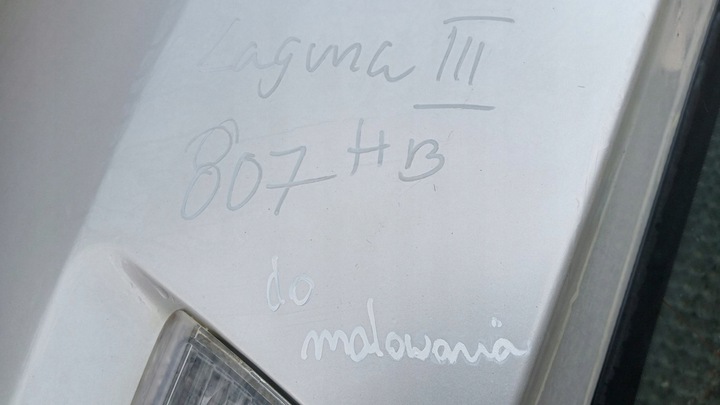 Laguna III
807 HB
do
malowania